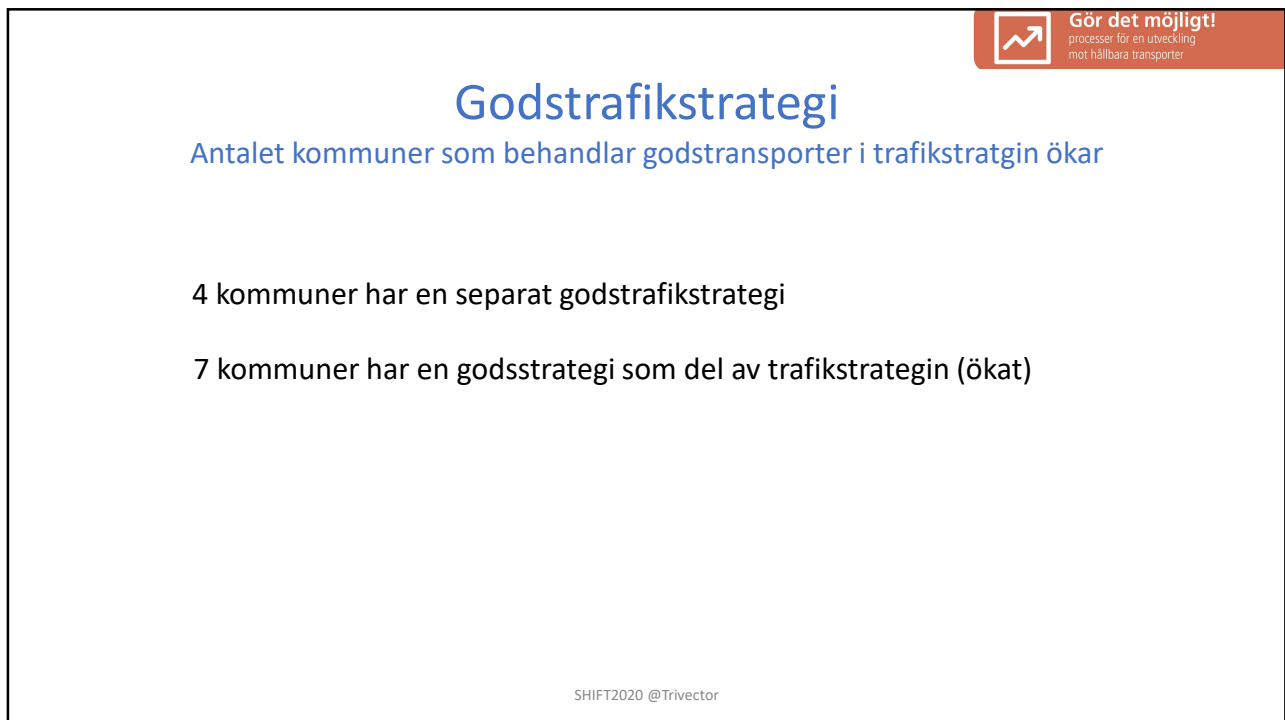 Gör det möjligt!
processer för en utveckling
mot hållbara transporter
Godstrafikstrategi
Antalet kommuner som behandlar godstransporter i trafikstratgin ökar
4 kommuner har en separat godstrafikstrategi
7 kommuner har en godsstrategi som del av trafikstrategin (ökat)
SHIFT2020 @Trivector